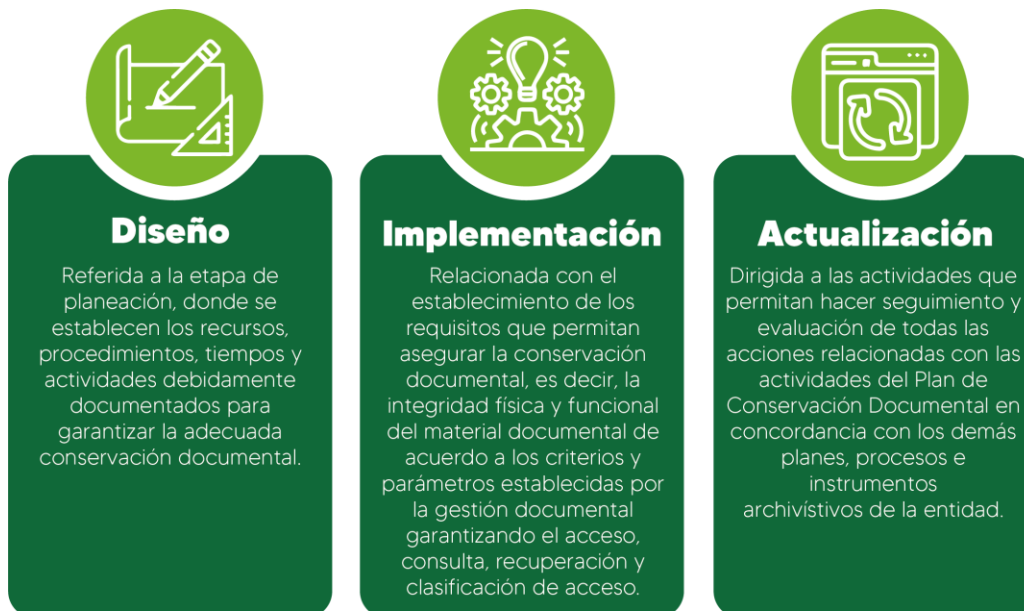 Diseño
Referida a la etapa de
planeación, donde se
establecen los recursos,
procedimientos, tiempos y
actividades debidamente
documentados para
garantizar la adecuada
conservación documental.
Implementación
Relacionada con el
establecimiento de los
requisitos que permitan
asegurar la conservación
documental, es decir, la
integridad física y funcional
del material documental de
acuerdo a los criterios y
parámetros establecidas por
la gestión documental
garantizando el acceso,
consulta, recuperación y
clasificación de acceso.
Actualización
Dirigida a las actividades que
permitan hacer seguimiento y
evaluación de todas las
acciones relacionadas con las
actividades del Plan de
Conservación Documental en
concordancia con los demás
planes, procesos e
instrumentos
archivístivos de la entidad.